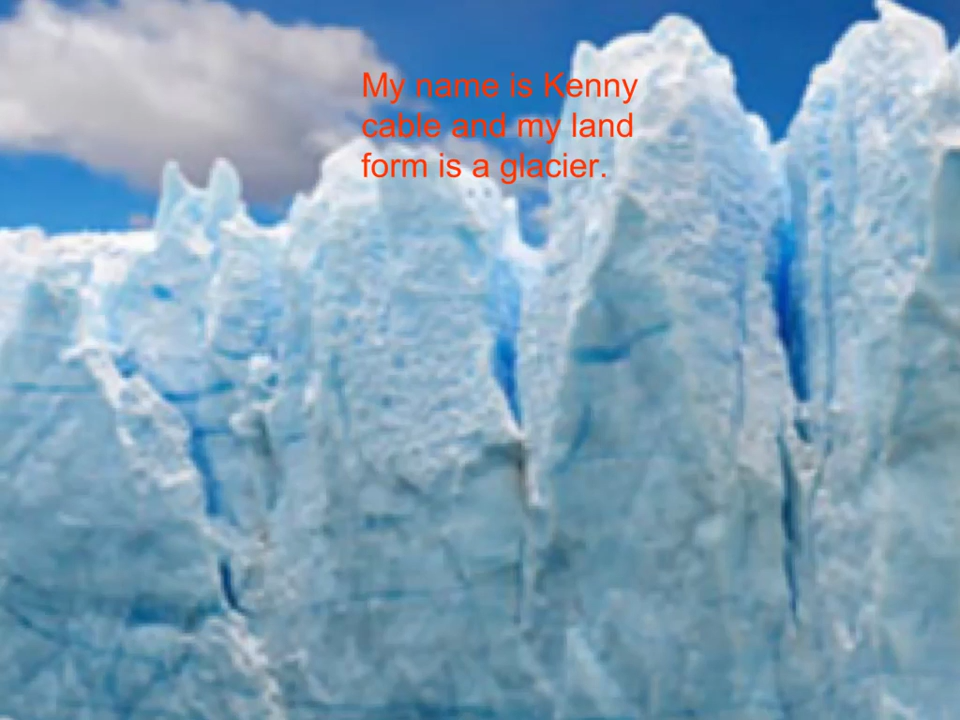 My name is Kenny
cable and my land
form is a glacier.